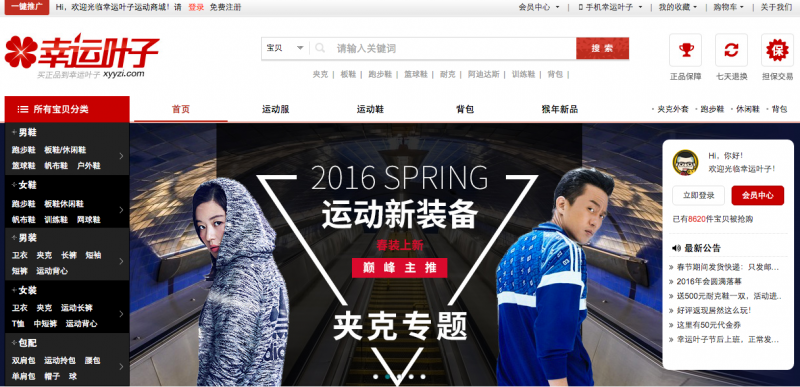 一键推广
Hi，欢迎光临幸运叶子运动商城！请 登录 免费注册
会员中心
手机幸运叶子
我的收藏
购物车
关于我们
幸运叶子
买正品到幸运叶子 xyyzi.com
宝贝
请输入关键词
搜 索
夹克 | 板鞋 | 跑步鞋 | 篮球鞋 | 耐克 | 阿迪达斯 | 训练鞋 | 背包 |
正品保障
七天退换
保
担保交易
所有宝贝分类
首页
运动服
运动鞋
背包
猴年新品
夹克外套
跑步鞋
休闲鞋
背包
男鞋
跑步鞋 板鞋/休闲鞋
篮球鞋 帆布鞋 户外鞋
女鞋
跑步鞋 板鞋/休闲鞋
帆布鞋 训练鞋 网球鞋
男装
卫衣 夹克 长裤 短袖
短裤 运动背心
女装
卫衣 夹克 运动长裤
T恤 中短裤 运动背心
包配
双肩包 运动拎包 腰包
单肩包 帽子 球
2016 SPRING
运动新装备
春装上新
巅峰主推
夹克专题
adidas
Hi，你好！
欢迎光临幸运叶子！
立即登录
会员中心
已有8620件宝贝被抢购
最新公告
» 春节期间发货快递：只发邮...
» 2016年会圆满落幕
» 送500元耐克鞋一双，活动进...
» 好评返现居然这么玩！
» 这里有50元代金券
» 幸运叶子节后上班，正常发...